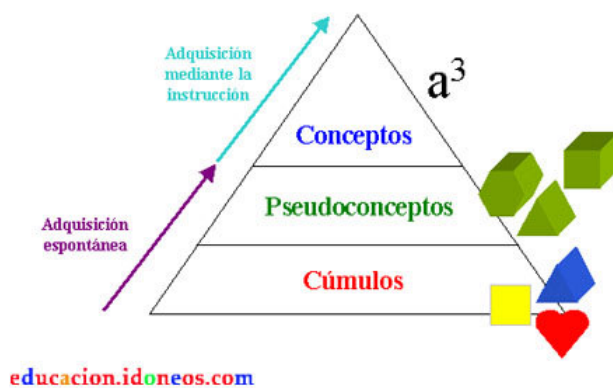 Adquisición
mediante la
instrucción
a³
Conceptos
Pseudoconceptos
Adquisición
espontánea
Cúmulos
educacion.idoneos.com